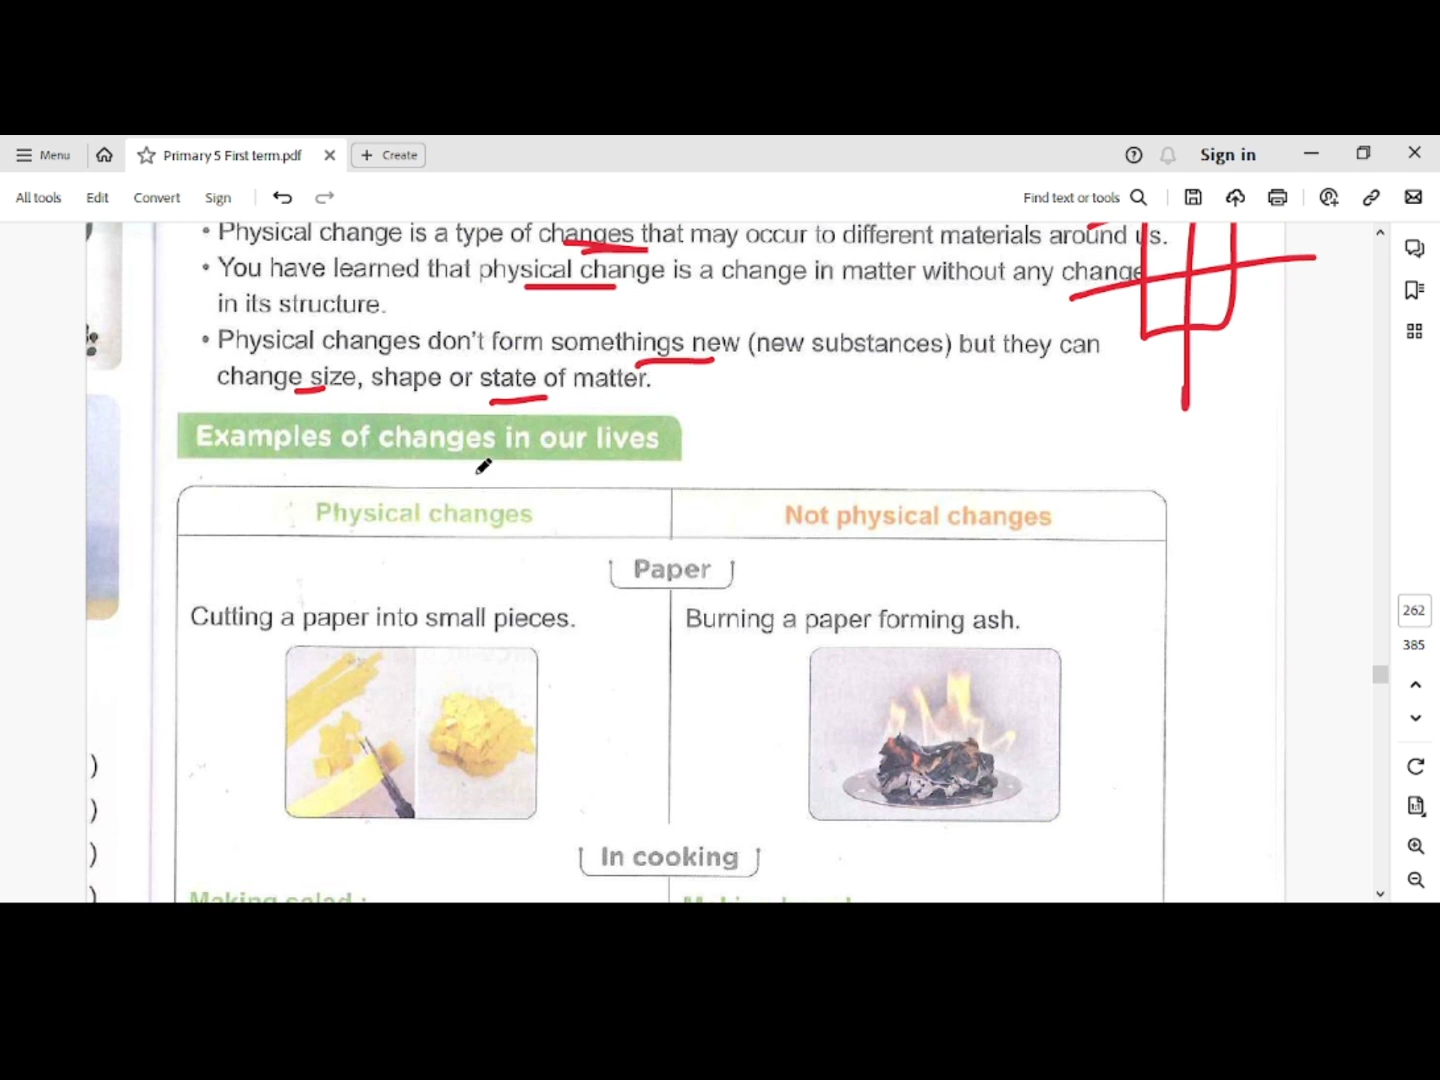 Menu
Primary 5 First term.pdf
Create
Sign in
All tools
Edit
Convert
Sign
Find text or tools
• Physical change is a type of changes that may occur to different materials around us.
• You have learned that physical change is a change in matter without any change
in its structure.
• Physical changes don't form somethings new (new substances) but they can
change size, shape or state of matter.
Examples of changes in our lives
Physical changes
Not physical changes
Paper
Cutting a paper into small pieces.
Burning a paper forming ash.
In cooking
Making salad :
262
385
)
)
)
)